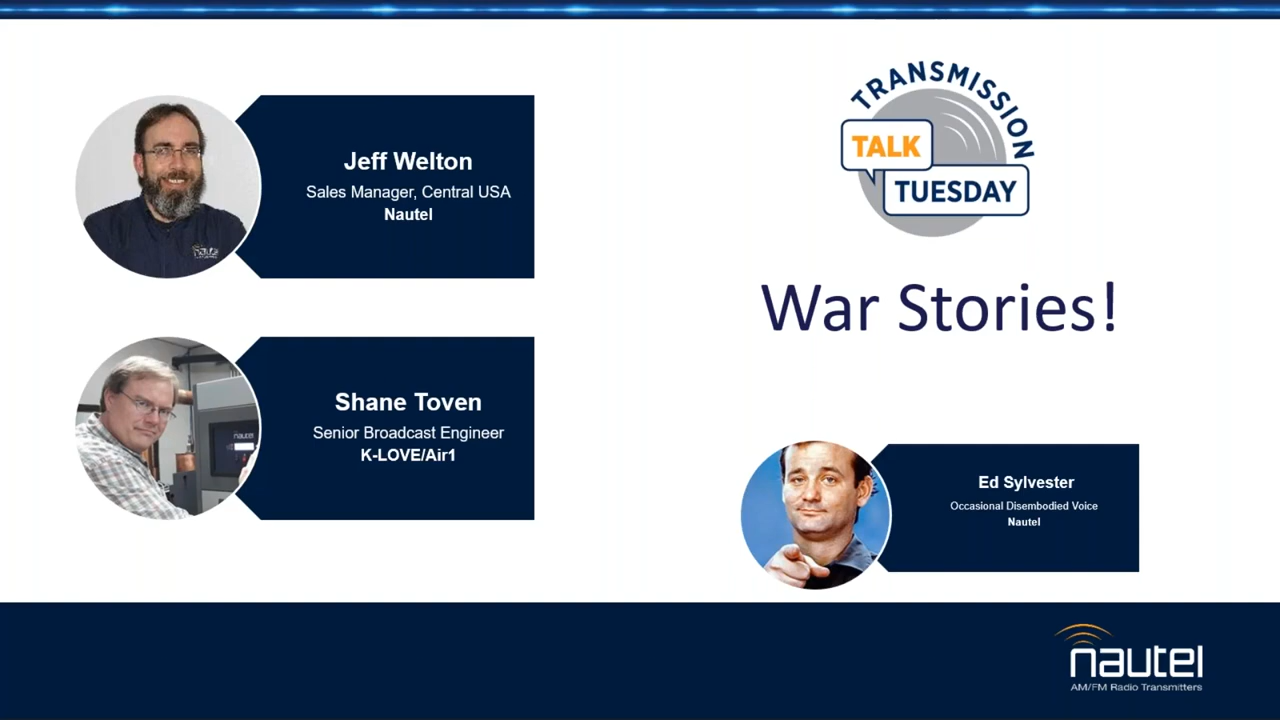 Jeff Welton
Sales Manager, Central USA
Nautel
Shane Toven
Senior Broadcast Engineer
K-LOVE/Air1
TRANSMISSION
TALK
TUESDAY
War Stories!
Ed Sylvester
Occasional Disembodied Voice
Nautel
nautel
AM/FM Radio Transmitters